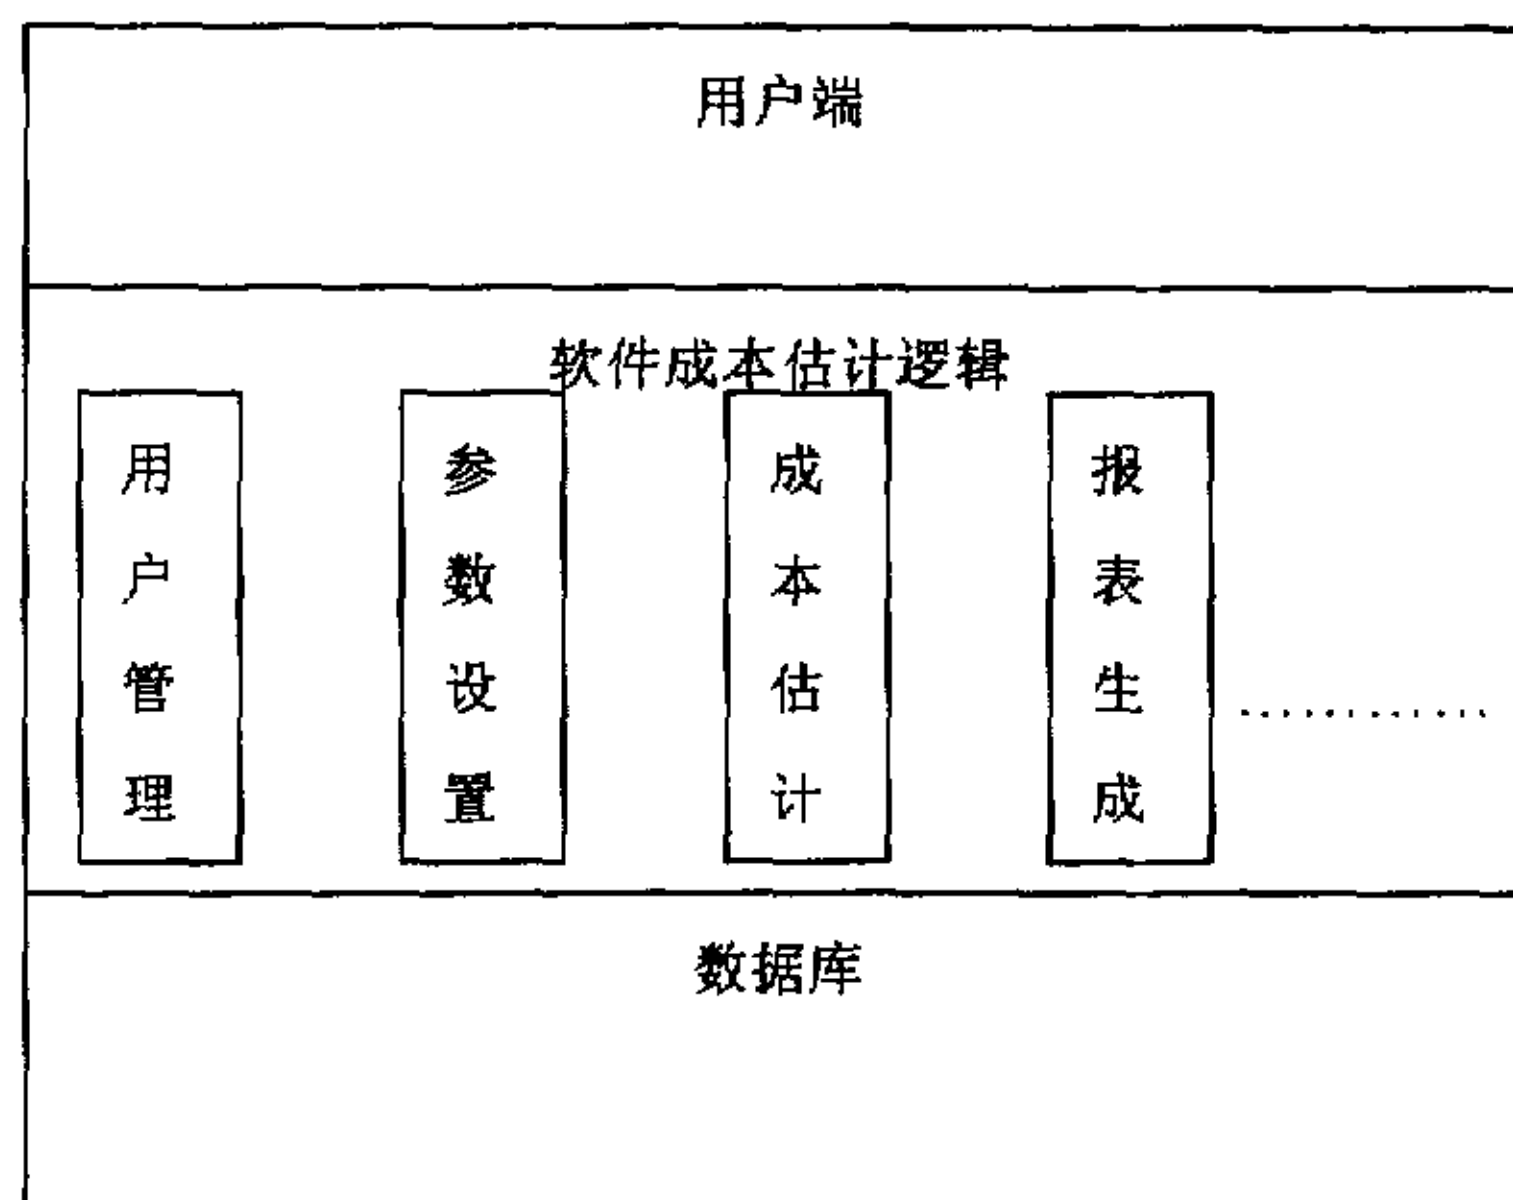 用户端
软件成本估计逻辑
用户管理
参数设置
成本估计
报表生成
............
数据库